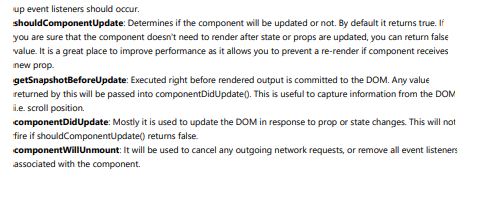 up event listeners should occur.
shouldComponentUpdate: Determines if the component will be updated or not. By default it returns true. If
you are sure that the component doesn't need to render after state or props are updated, you can return false
value. It is a great place to improve performance as it allows you to prevent a re-render if component receives
new prop.
getSnapshotBeforeUpdate: Executed right before rendered output is committed to the DOM. Any value
returned by this will be passed into componentDidUpdate(). This is useful to capture information from the DOM
i.e. scroll position.
componentDidUpdate: Mostly it is used to update the DOM in response to prop or state changes. This will not
fire if shouldComponentUpdate() returns false.
componentWillUnmount: It will be used to cancel any outgoing network requests, or remove all event listeners
associated with the component.